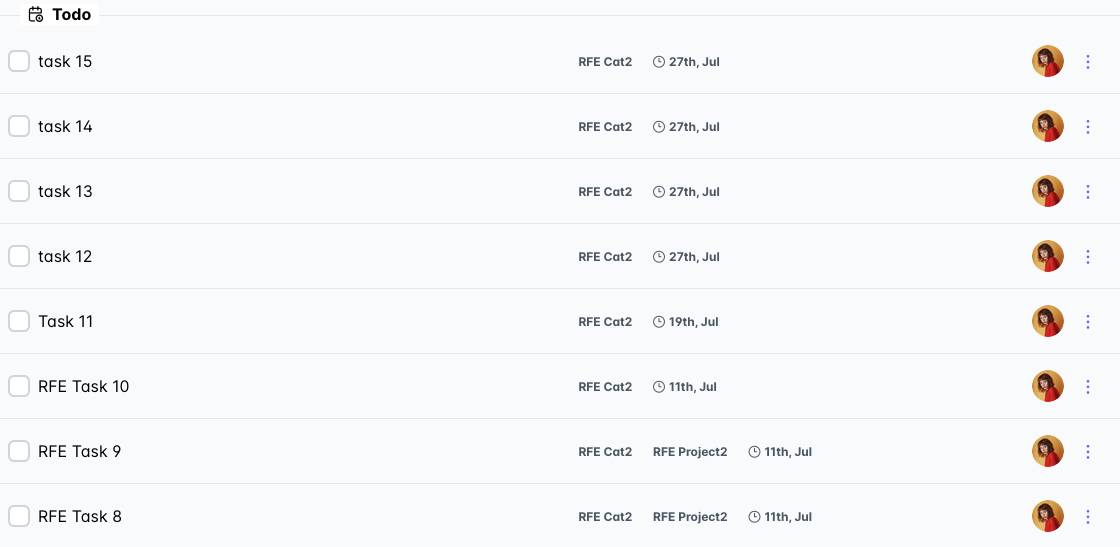 Todo
task 15 RFE Cat2 27th, Jul
task 14 RFE Cat2 27th, Jul
task 13 RFE Cat2 27th, Jul
task 12 RFE Cat2 27th, Jul
Task 11 RFE Cat2 19th, Jul
RFE Task 10 RFE Cat2 11th, Jul
RFE Task 9 RFE Cat2 RFE Project2 11th, Jul
RFE Task 8 RFE Cat2 RFE Project2 11th, Jul